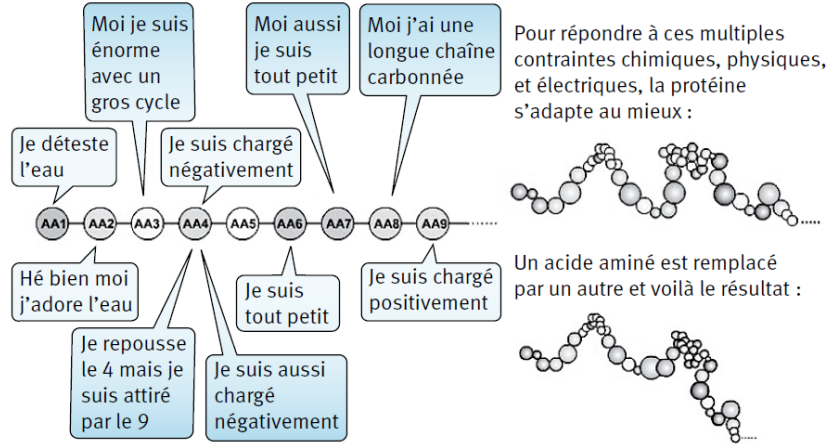 Moi je suis
énorme
avec un
gros cycle
Moi aussi
je suis
tout petit
Moi j'ai une
longue chaîne
carbonnée
Je déteste
l'eau
Je suis chargé
négativement
AA1 AA2 AA3 AA4 AA5 AA6 AA7 AA8 AA9
Hé bien moi
j'adore l'eau
Je repousse
le 4 mais je
suis attiré
par le 9
Je suis aussi
chargé
négativement
Je suis
tout petit
Je suis chargé
positivement
Pour répondre à ces multiples
contraintes chimiques, physiques,
et électriques, la protéine
s'adapte au mieux :
Un acide aminé est remplacé
par un autre et voilà le résultat :